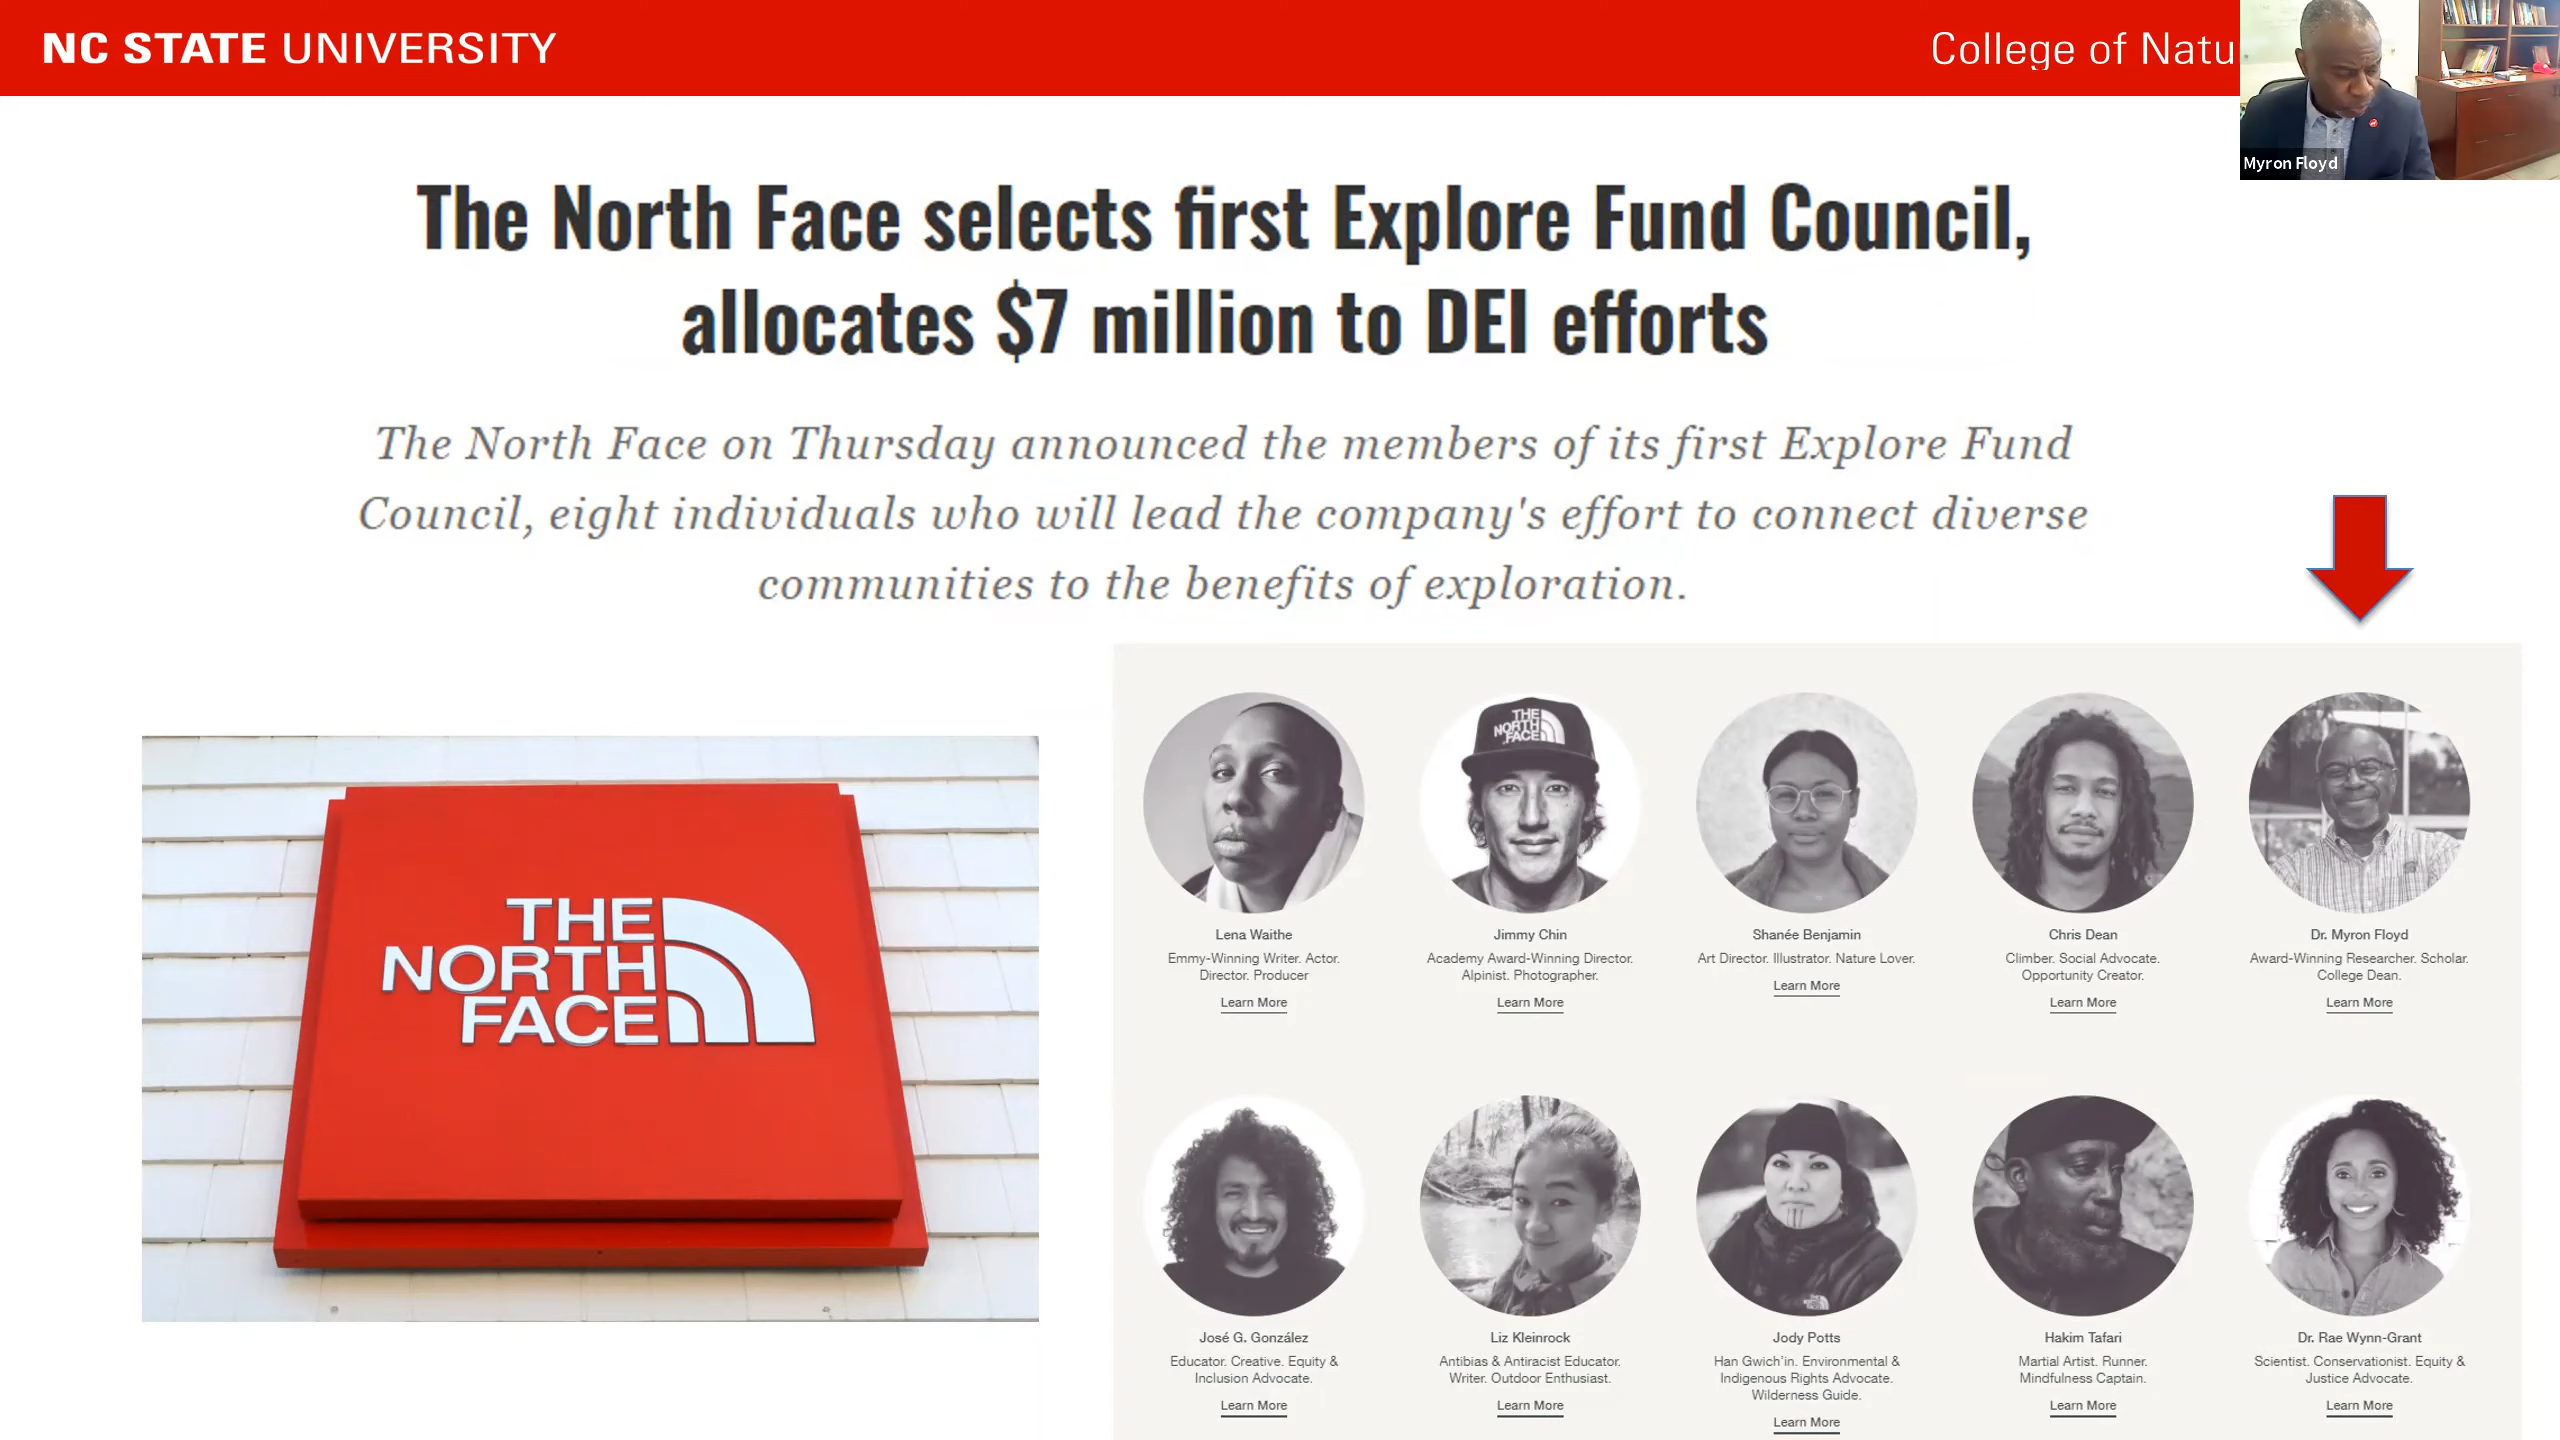 NC STATE UNIVERSITY
College of Natu
Myron Floyd
The North Face selects first Explore Fund Council,
allocates $7 million to DEI efforts
The North Face on Thursday announced the members of its first Explore Fund
Council, eight individuals who will lead the company's effort to connect diverse
communities to the benefits of exploration.
THE
NORTH
FACE
THE
NORTH
FACE
Lena Waithe
Emmy-Winning Writer. Actor.
Director. Producer
Learn More
Jimmy Chin
Academy Award-Winning Director.
Alpinist. Photographer.
Learn More
Shanée Benjamin
Art Director. Illustrator. Nature Lover.
Learn More
Chris Dean
Climber. Social Advocate.
Opportunity Creator.
Learn More
Dr. Myron Floyd
Award-Winning Researcher. Scholar.
College Dean.
Learn More
José G. González
Educator. Creative. Equity &
Inclusion Advocate.
Learn More
Liz Kleinrock
Antibias & Antiracist Educator.
Writer. Outdoor Enthusiast.
Learn More
THE
NORTH
FACE
Jody Potts
Han Gwich'in. Environmental &
Indigenous Rights Advocate.
Wilderness Guide.
Learn More
Hakim Tafari
Martial Artist. Runner.
Mindfulness Captain.
Learn More
Dr. Rae Wynn-Grant
Scientist. Conservationist. Equity &
Justice Advocate.
Learn More